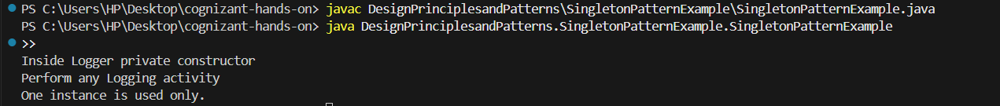 PS C:\Users\HP\Desktop\cognizant-hands-on> javac DesignPrinciplesandPatterns\SingletonPatternExample\SingletonPatternExample.java
PS C:\Users\HP\Desktop\cognizant-hands-on> java DesignPrinciplesandPatterns.SingletonPatternExample.SingletonPatternExample
>>
Inside Logger private constructor
Perform any Logging activity
One instance is used only.